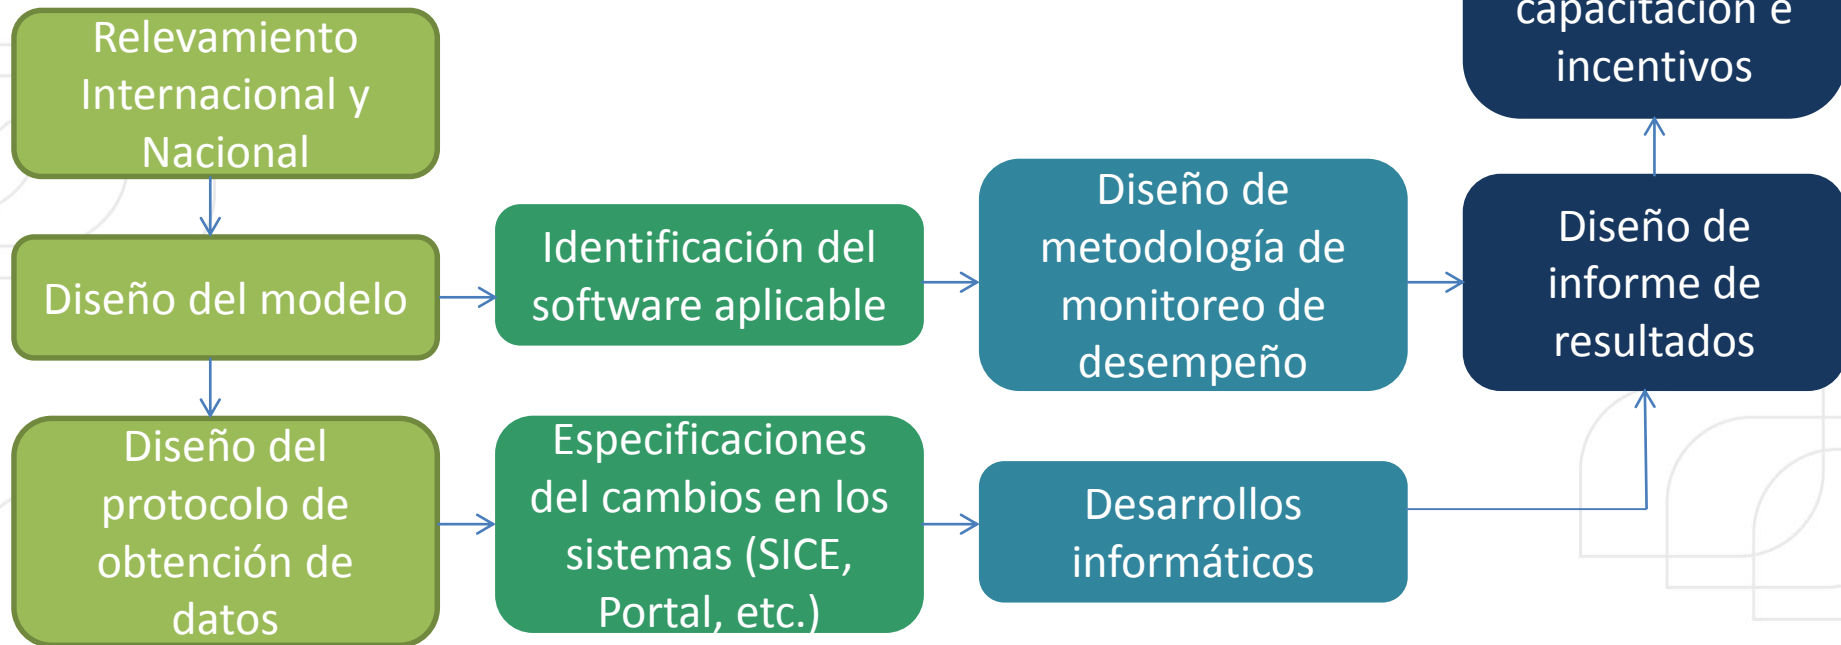 Relevamiento
Internacional y
Nacional
Diseño del modelo
Diseño del
protocolo de
obtención de
datos
Identificación del
software aplicable
Especificaciones
del cambios en los
sistemas (SICE,
Portal, etc.)
Diseño de
metodología de
monitoreo de
desempeño
Desarrollos
informáticos
capacitación e
incentivos
Diseño de
informe de
resultados